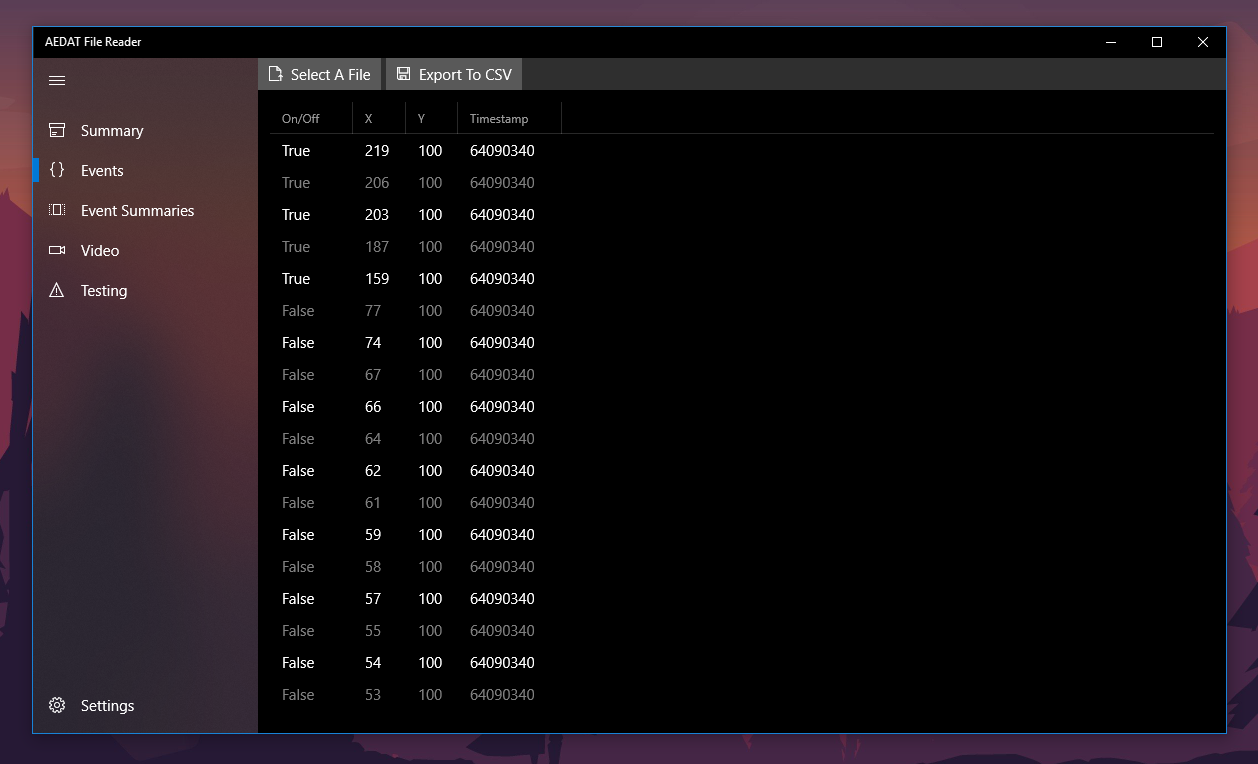 AEDAT File Reader
Select A File Export To CSV
Summary
Events
Event Summaries
Video
Testing
Settings
On/Off X Y Timestamp
True 219 100 64090340
True 206 100 64090340
True 203 100 64090340
True 187 100 64090340
True 159 100 64090340
False 77 100 64090340
False 74 100 64090340
False 67 100 64090340
False 66 100 64090340
False 64 100 64090340
False 62 100 64090340
False 61 100 64090340
False 59 100 64090340
False 58 100 64090340
False 57 100 64090340
False 55 100 64090340
False 54 100 64090340
False 53 100 64090340